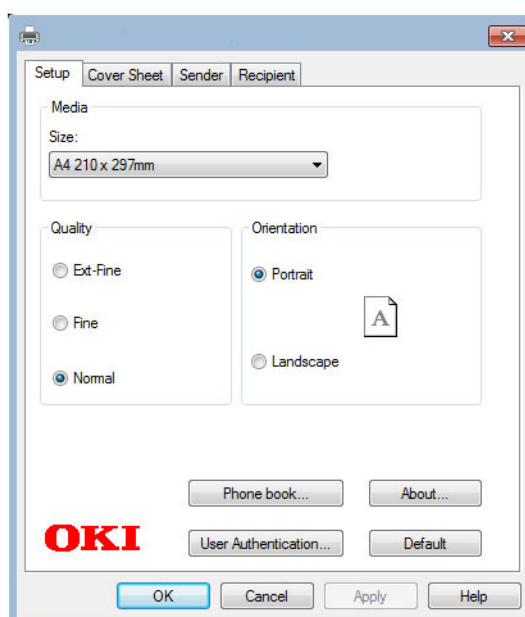 Setup Cover Sheet Sender Recipient
Media
Size:
A4 210 x 297mm
Quality
Ext-Fine
Fine
Normal
Orientation
Portrait
A
Landscape
Phone book... About...
OKI User Authentication... Default
OK Cancel Apply Help